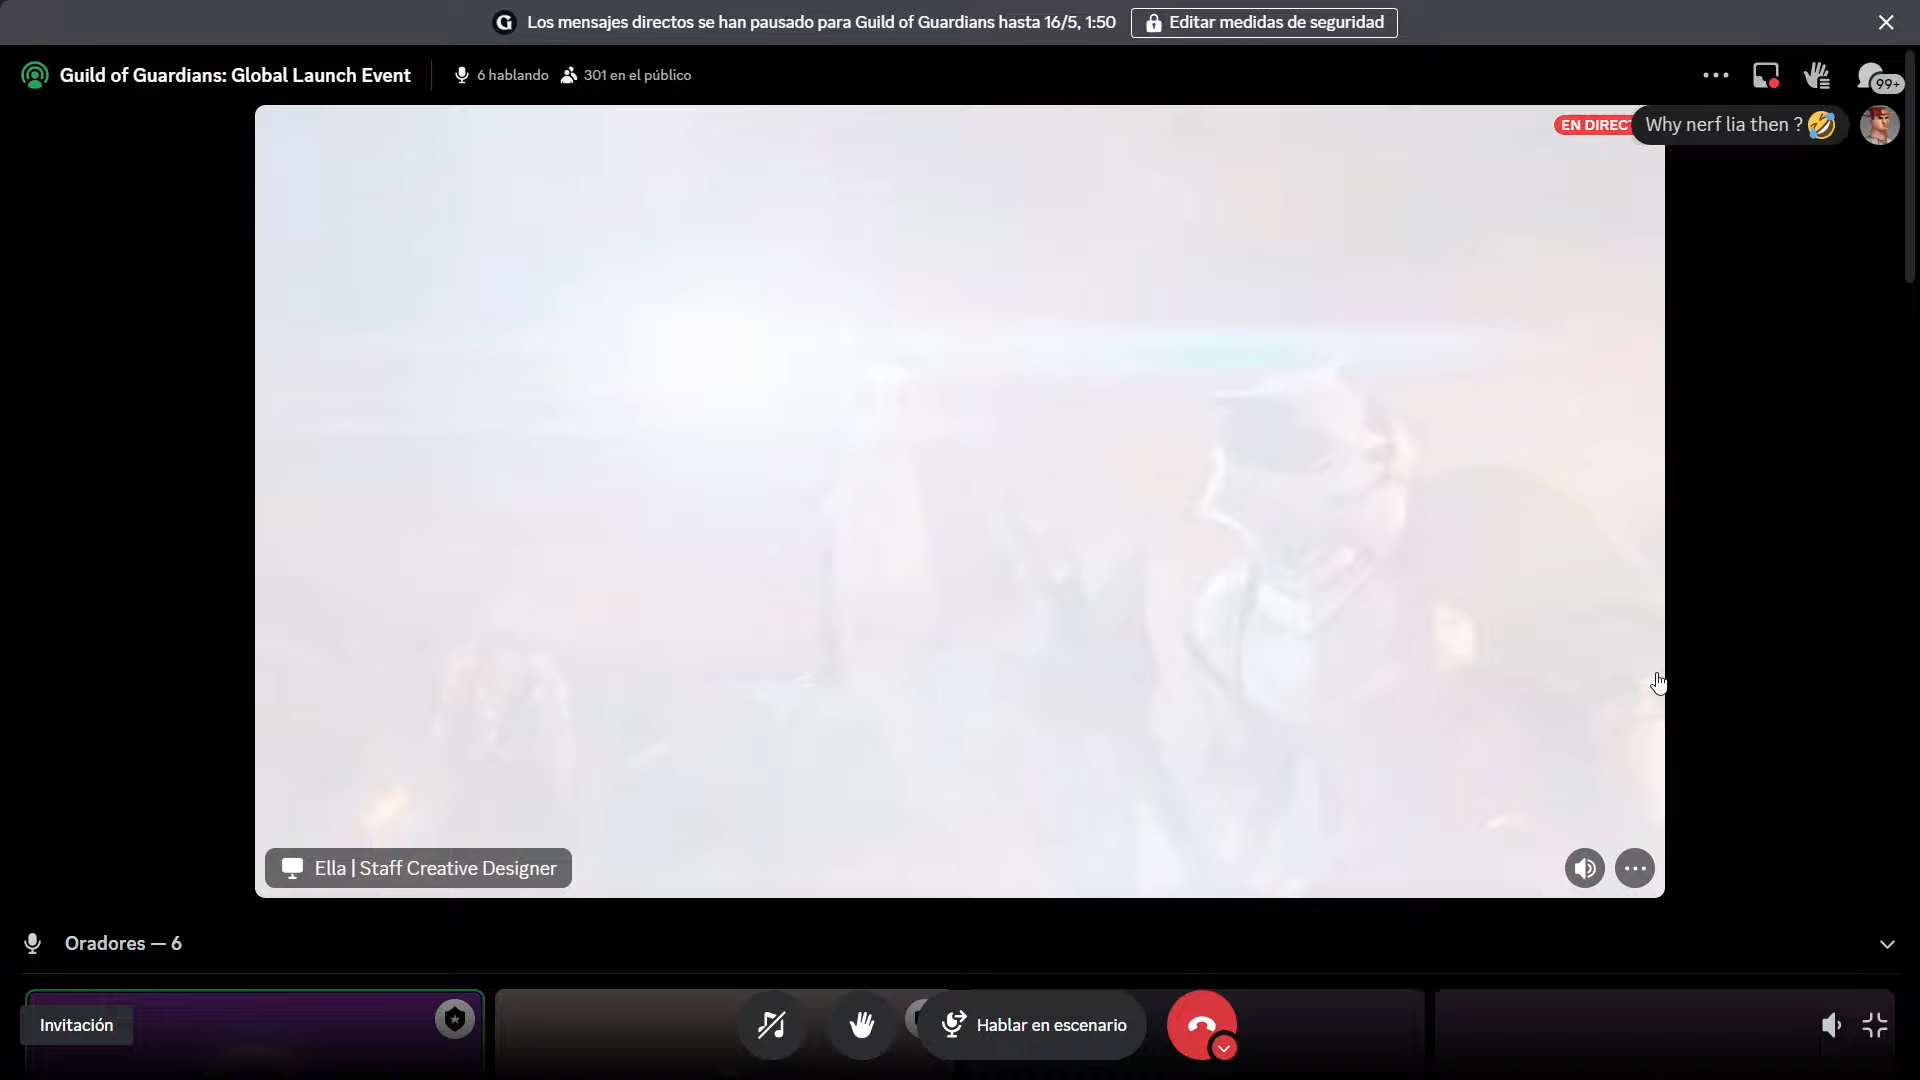 Los mensajes directos se han pausado para Guild of Guardians hasta 16/5, 1:50
Editar medidas de seguridad
Guild of Guardians: Global Launch Event
6 hablando
301 en el público
99+
EN DIRECT
Why nerf lia then ?🤣
Ella | Staff Creative Designer
Oradores — 6
Invitación
Hablar en escenario